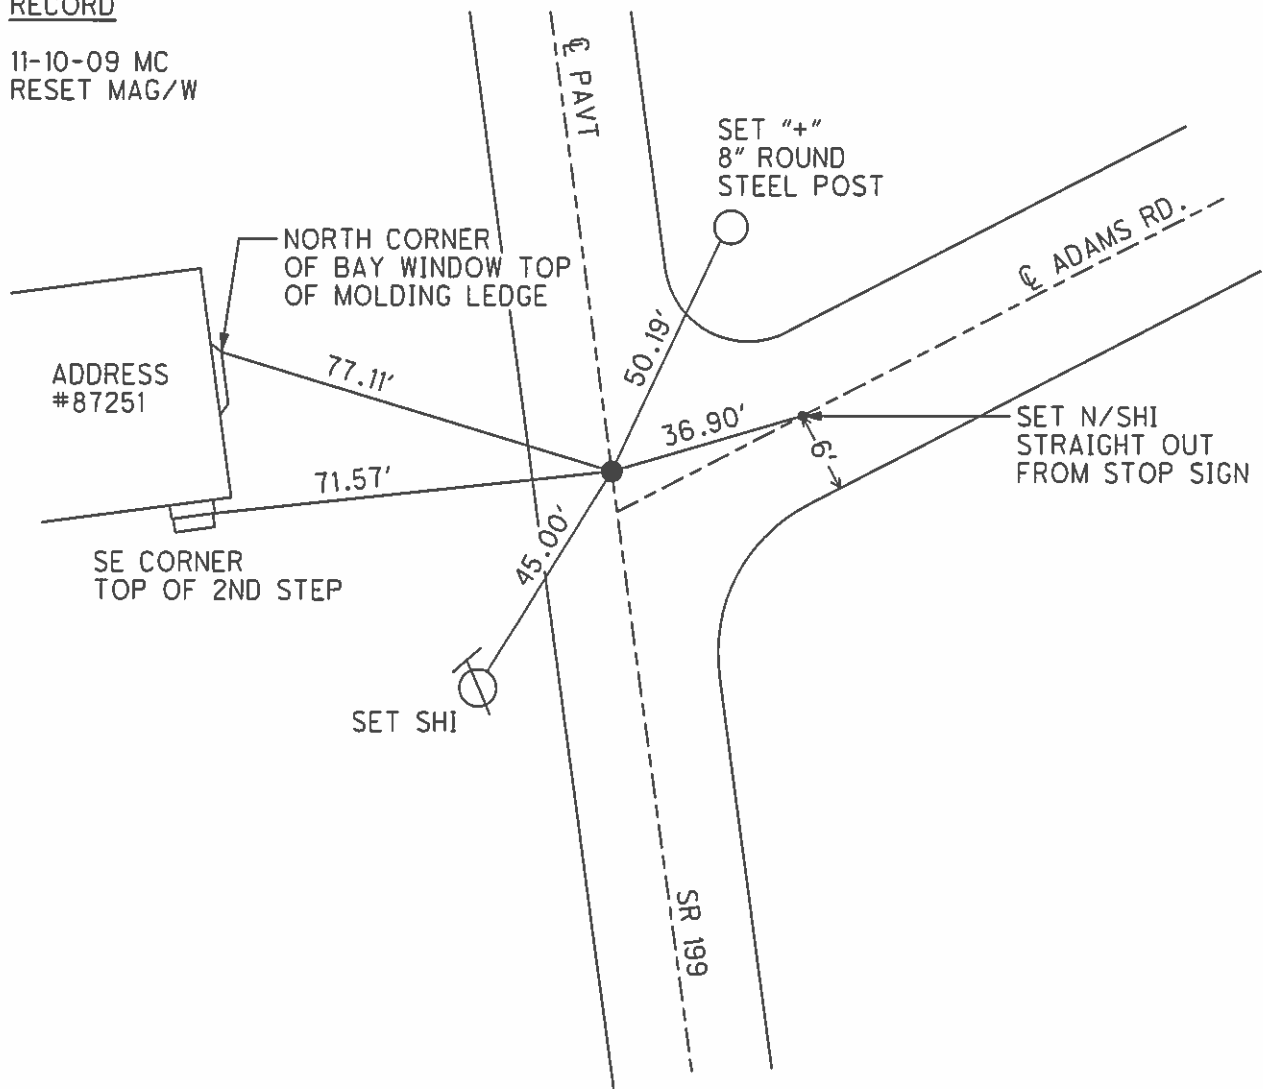 RECORD
11-10-09 MC
RESET MAG/W
℄ PAVT
SET "+"
8" ROUND
STEEL POST
NORTH CORNER
OF BAY WINDOW TOP
OF MOLDING LEDGE
℄ ADAMS RD.
50.19'
77.11'
ADDRESS
#87251
36.90'
SET N/SHI
STRAIGHT OUT
FROM STOP SIGN
6'
71.57'
45.00'
SE CORNER
TOP OF 2ND STEP
SET SHI
SR 199